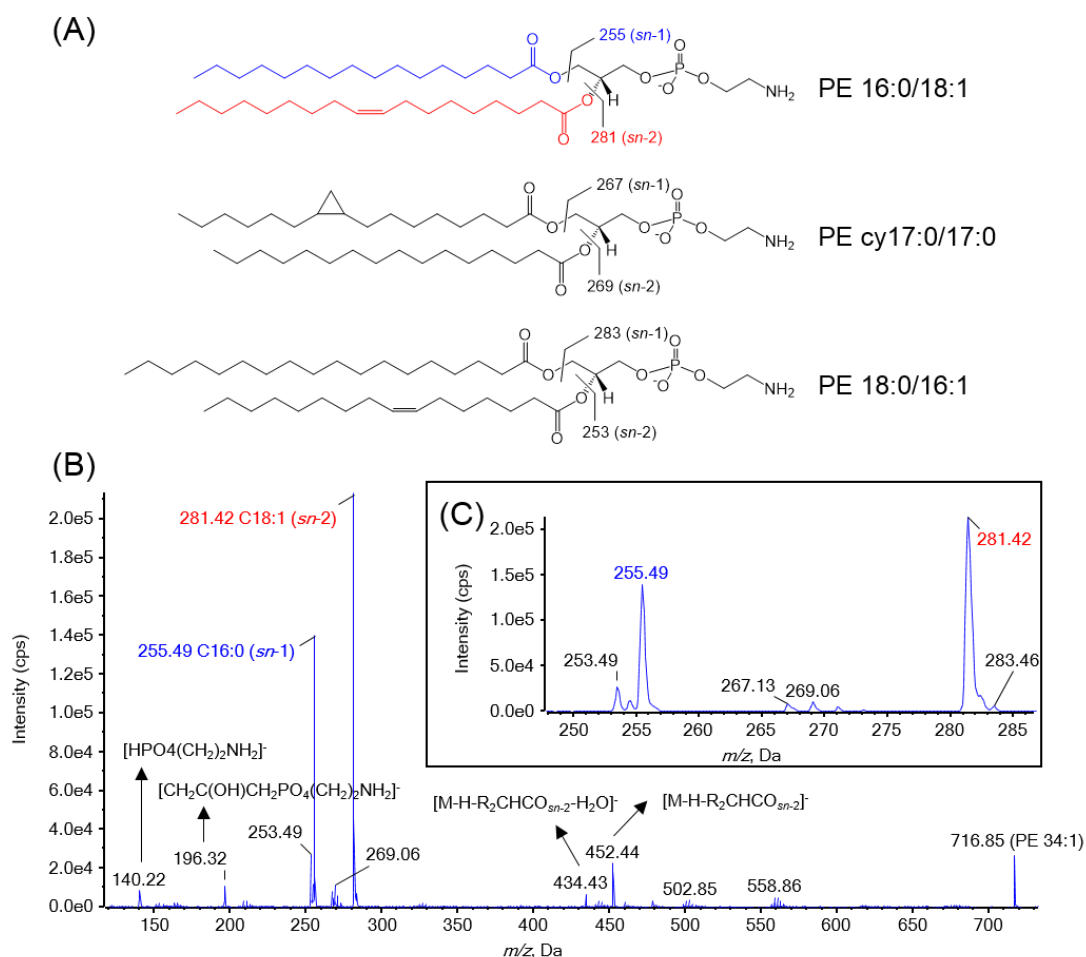 (A)
255 (sn-1)
281 (sn-2)
O
O
O
O
O
P
O
-O
O
H
NH2
PE 16:0/18:1
267 (sn-1)
269 (sn-2)
O
O
O
O
O
P
O
-O
O
H
NH2
PE cy17:0/17:0
283 (sn-1)
253 (sn-2)
O
O
O
O
O
P
O
-O
O
H
NH2
PE 18:0/16:1
(B)
281.42 C18:1 (sn-2)
255.49 C16:0 (sn-1)
[HPO4(CH2)2NH2]-
[CH2C(OH)CH2PO4(CH2)2NH2]-
[M-H-R2CHCOsn-2-H2O]-
[M-H-R2CHCOsn-2]-
140.22
196.32
253.49
269.06
434.43
452.44
502.85
558.86
716.85 (PE 34:1)
Intensity (cps)
2.0e5
1.8e5
1.6e5
1.4e5
1.2e5
1.0e5
8.0e4
6.0e4
4.0e4
2.0e4
0.0e0
150 200 250 300 350 400 450 500 550 600 650 700
m/z, Da
(C)
Intensity (cps)
2.0e5
1.5e5
1.0e5
5.0e4
0.0e0
253.49
255.49
267.13
269.06
281.42
283.46
250 255 260 265 270 275 280 285
m/z, Da